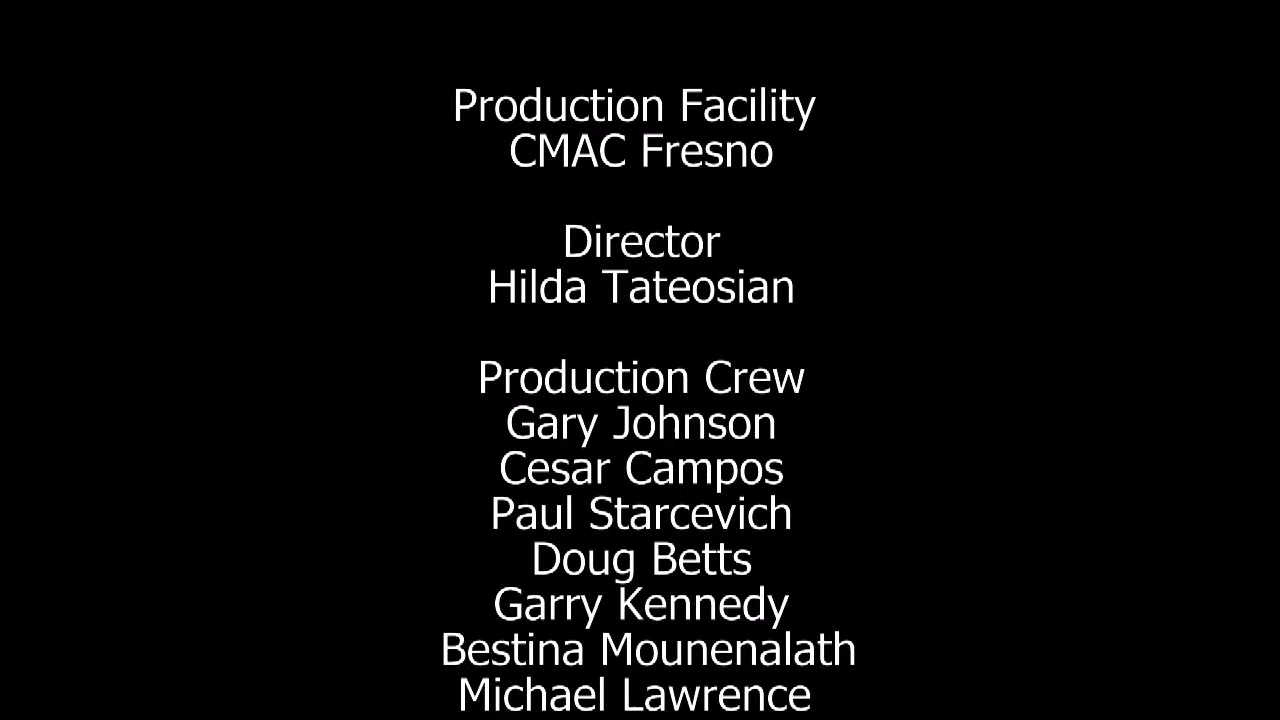 Production Facility
CMAC Fresno
Director
Hilda Tateosian
Production Crew
Gary Johnson
Cesar Campos
Paul Starcevich
Doug Betts
Garry Kennedy
Bestina Mounenalath
Michael Lawrence